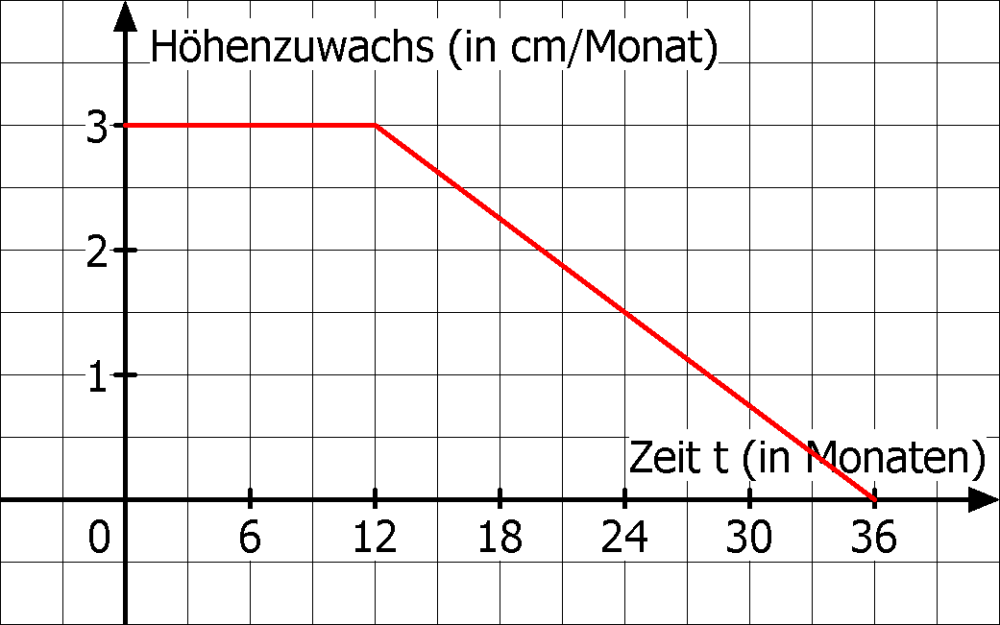 Höhenzuwachs (in cm/Monat)
3
2
1
Zeit t (in Monaten)
0 6 12 18 24 30 36